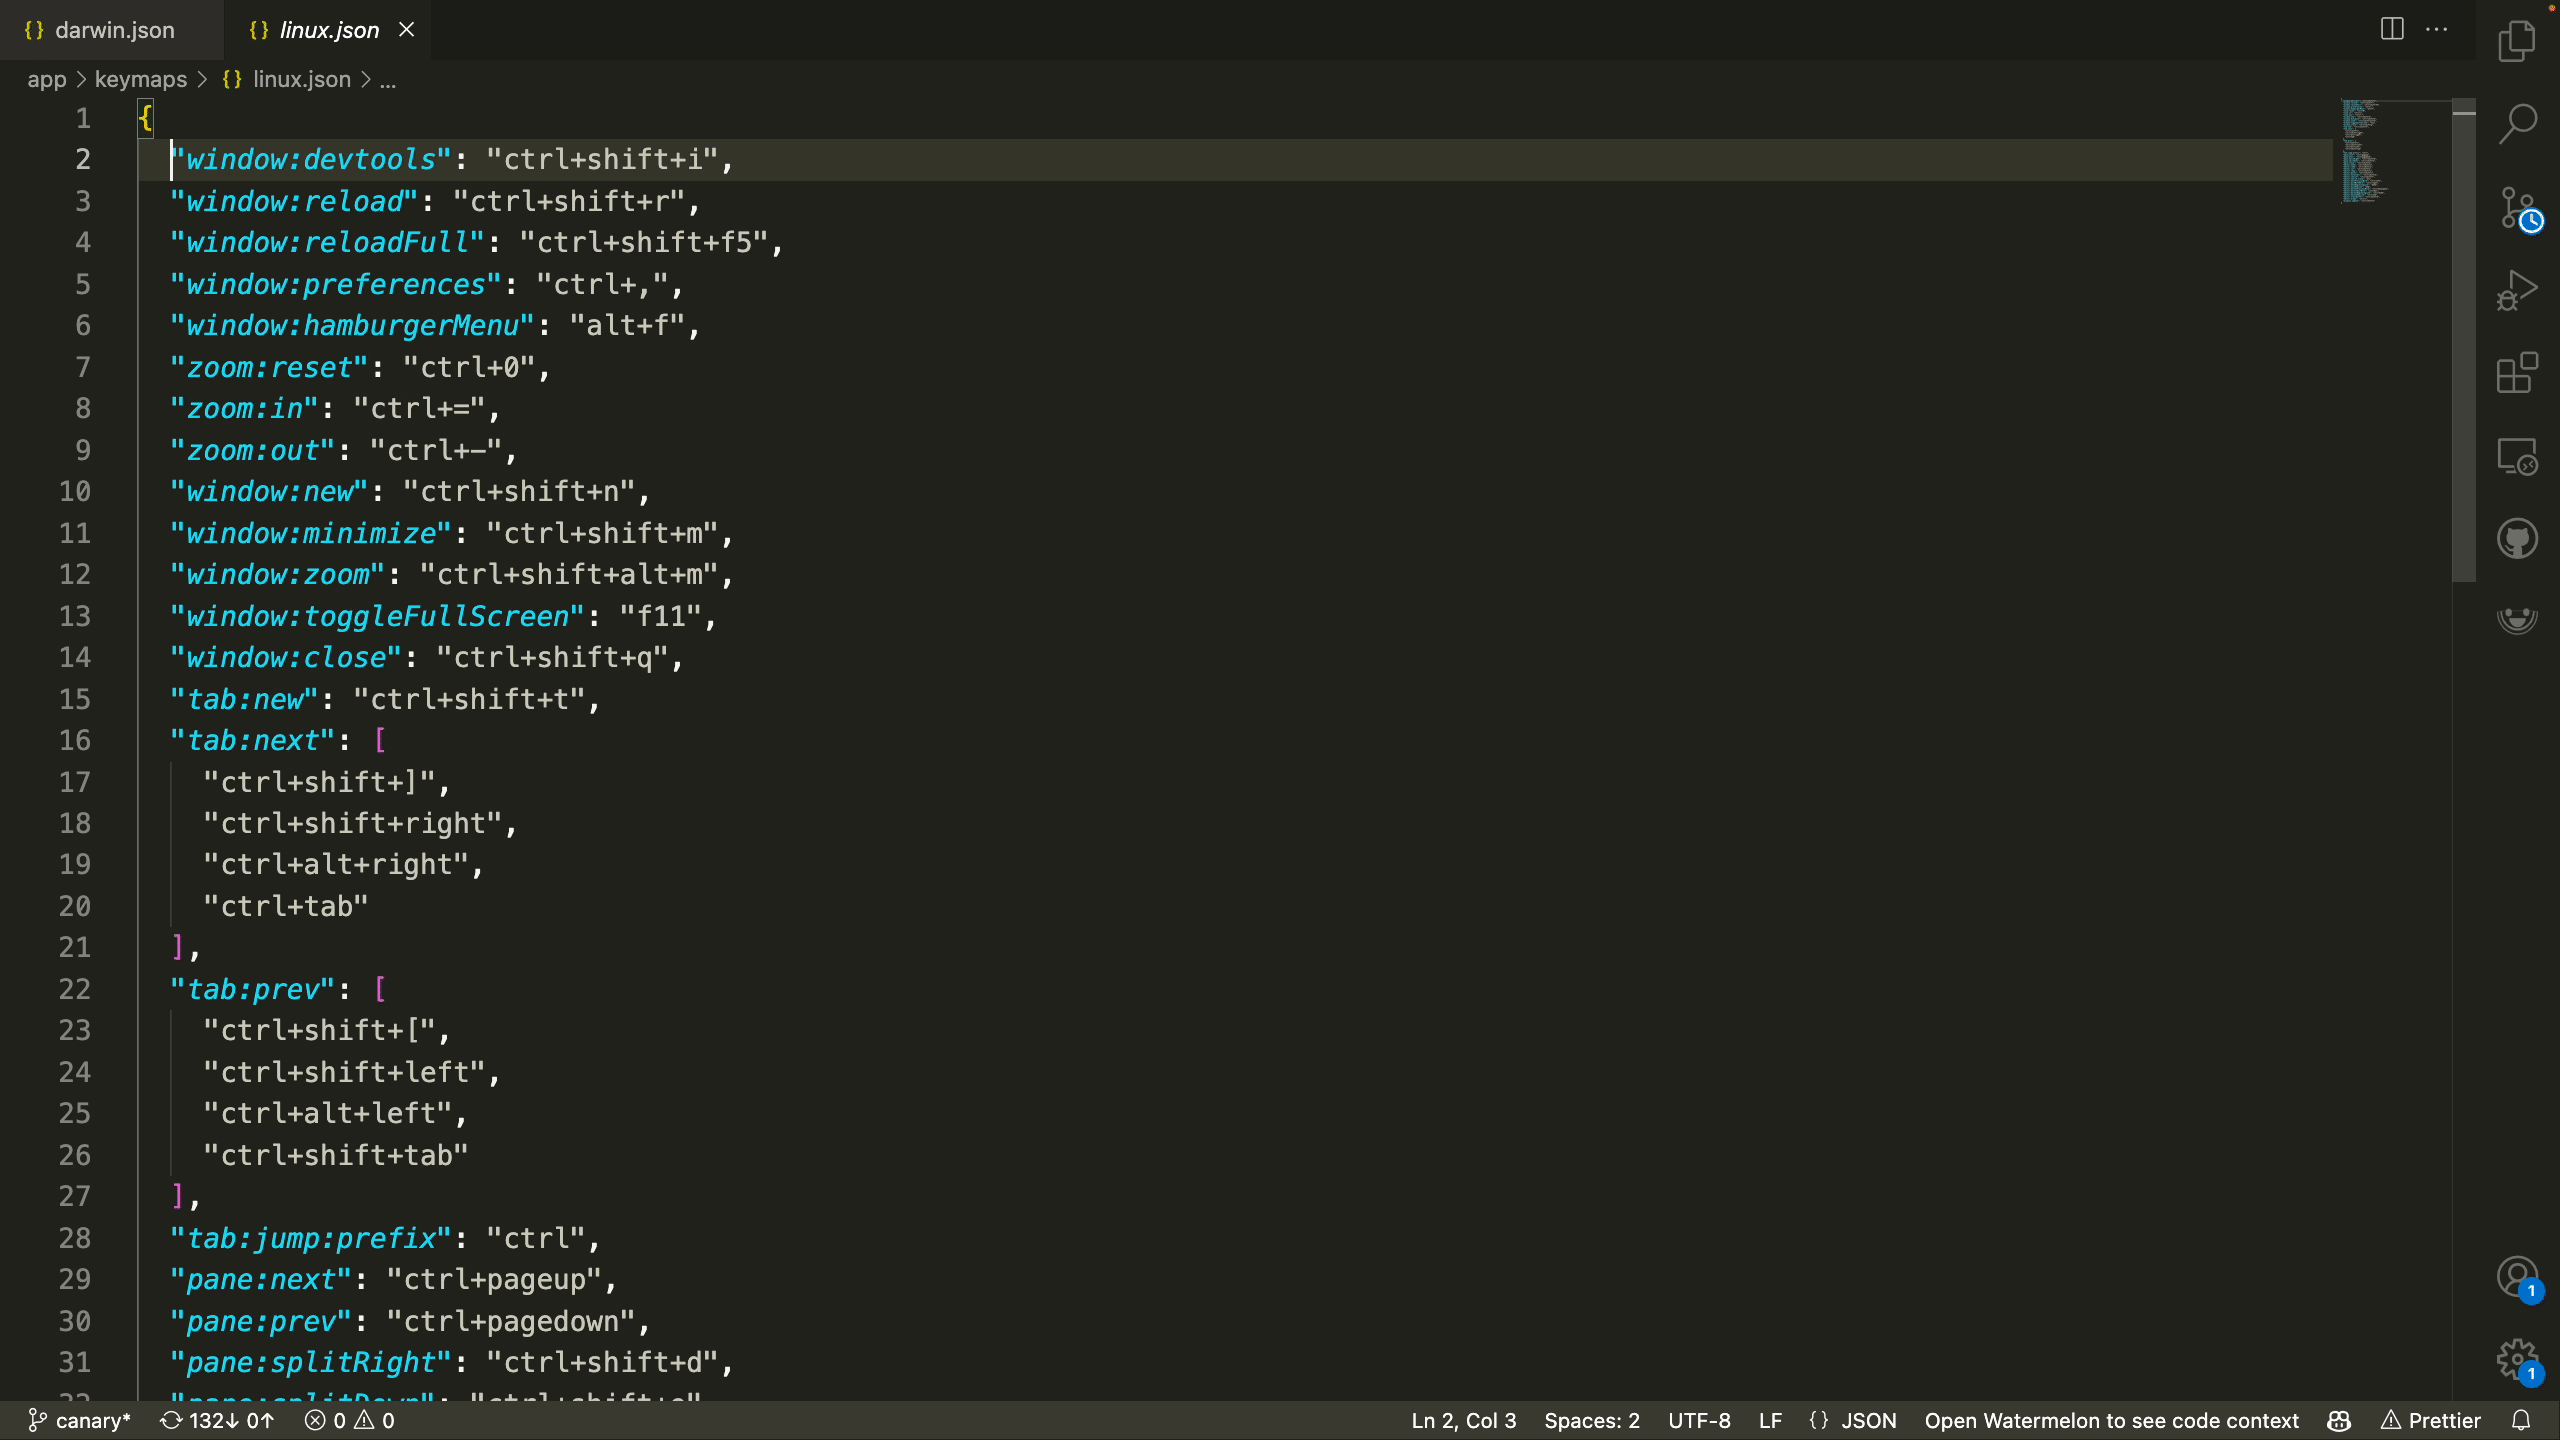 {} darwin.json
{} linux.json
app > keymaps > {} linux.json > ...
1 {
2 "window:devtools": "ctrl+shift+i",
3 "window:reload": "ctrl+shift+r",
4 "window:reloadFull": "ctrl+shift+f5",
5 "window:preferences": "ctrl+,",
6 "window:hamburgerMenu": "alt+f",
7 "zoom:reset": "ctrl+0",
8 "zoom:in": "ctrl+=",
9 "zoom:out": "ctrl+-",
10 "window:new": "ctrl+shift+n",
11 "window:minimize": "ctrl+shift+m",
12 "window:zoom": "ctrl+shift+alt+m",
13 "window:toggleFullScreen": "f11",
14 "window:close": "ctrl+shift+q",
15 "tab:new": "ctrl+shift+t",
16 "tab:next": [
17 "ctrl+shift+]",
18 "ctrl+shift+right",
19 "ctrl+alt+right",
20 "ctrl+tab"
21 ],
22 "tab:prev": [
23 "ctrl+shift+[",
24 "ctrl+shift+left",
25 "ctrl+alt+left",
26 "ctrl+shift+tab"
27 ],
28 "tab:jump:prefix": "ctrl",
29 "pane:next": "ctrl+pageup",
30 "pane:prev": "ctrl+pagedown",
31 "pane:splitRight": "ctrl+shift+d",
1
1
canary* 132↓ 0↑ 0 0 Ln 2, Col 3 Spaces: 2 UTF-8 LF {} JSON Open Watermelon to see code context Prettier